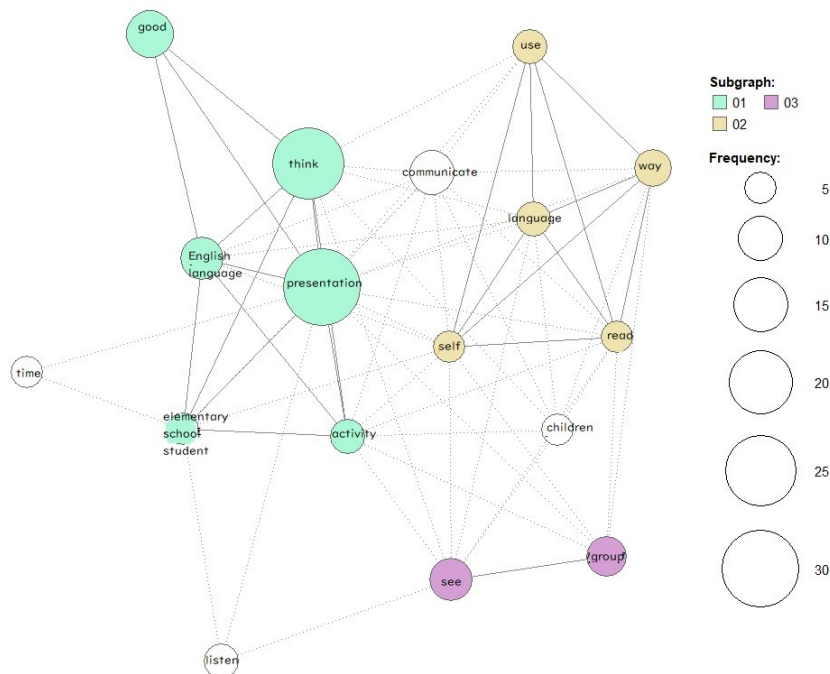 good
use
think
communicate
way
language
English
language
presentation
self
read
time
elementary
school
student
activity
children
see
group
listen
Subgraph:
01 03
02
Frequency:
5
10
15
20
25
30